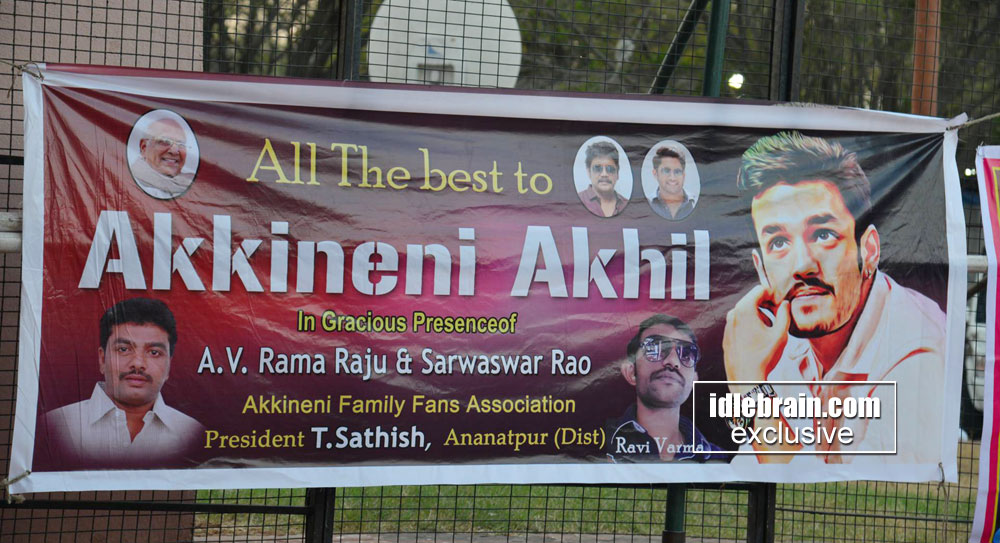 All The best to
Akkineni Akhil
In Gracious Presenceof
A.V. Rama Raju & Sarwaswar Rao
Akkineni Family Fans Association
President T.Sathish, Ananatpur (Dist)
Ravi Varma
idlebrain.com
exclusive